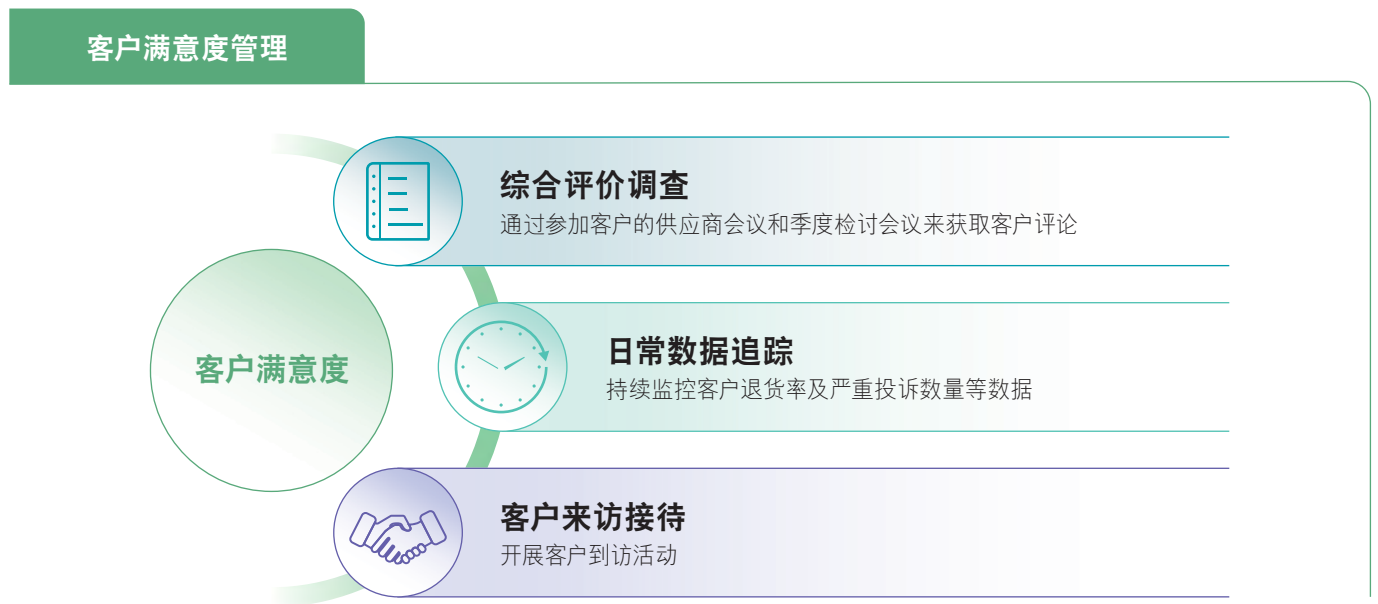 客户满意度管理
综合评价调查
通过参加客户的供应商会议和季度检讨会议来获取客户评论
客户满意度
日常数据追踪
持续监控客户退货率及严重投诉数量等数据
客户来访接待
开展客户到访活动